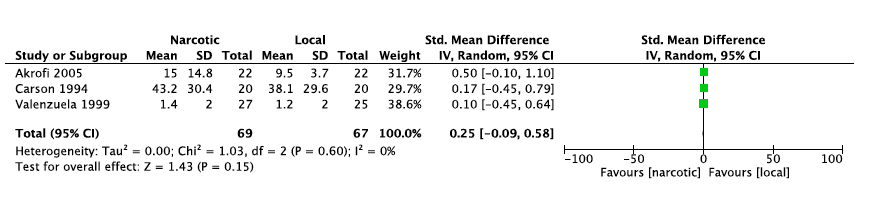 Narcotic Local Std. Mean Difference Std. Mean Difference
Study or Subgroup Mean SD Total Mean SD Total Weight IV, Random, 95% CI IV, Random, 95% CI
Akrofi 2005 15 14.8 22 9.5 3.7 22 31.7% 0.50 [−0.10, 1.10]
Carson 1994 43.2 30.4 20 38.1 29.6 20 29.7% 0.17 [−0.45, 0.79]
Valenzuela 1999 1.4 2 27 1.2 2 25 38.6% 0.10 [−0.45, 0.64]
Total (95% CI) 69 67 100.0% 0.25 [−0.09, 0.58]
Heterogeneity: Tau² = 0.00; Chi² = 1.03, df = 2 (P = 0.60); I² = 0%
Test for overall effect: Z = 1.43 (P = 0.15)
−100 −50 0 50 100
Favours [narcotic] Favours [local]